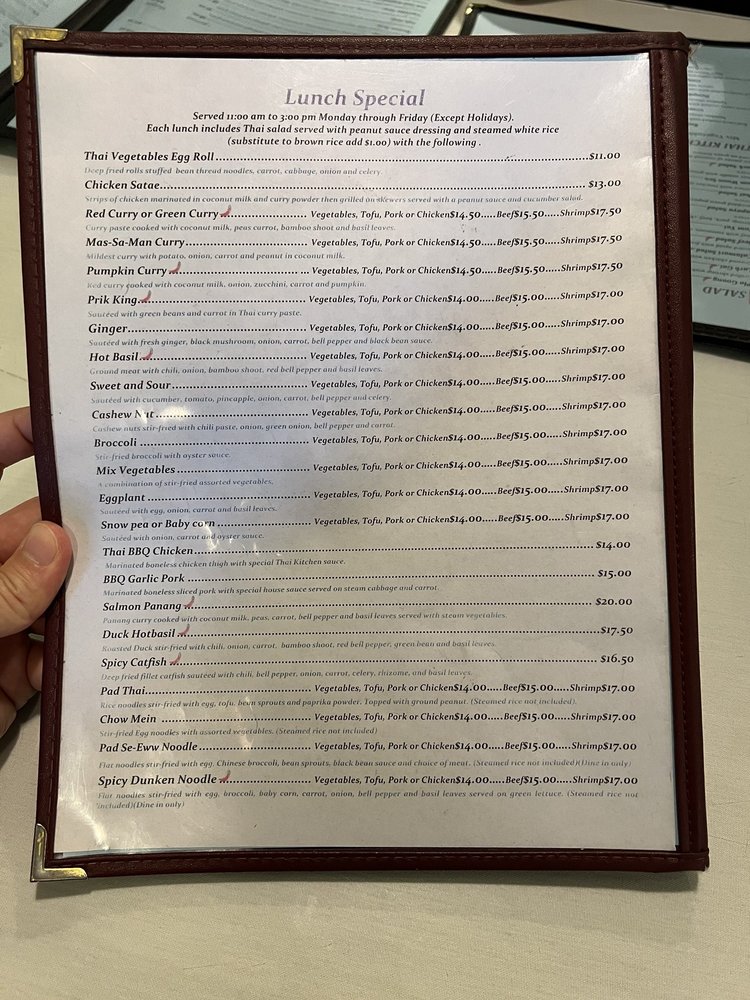 Lunch Special
Served 11:00 am to 3:00 pm Monday through Friday (Except Holidays).
Each lunch includes Thai salad served with peanut sauce dressing and steamed white rice
(substitute to brown rice add $1.00) with the following .
Thai Vegetables Egg Roll....................$11.00
Deep fried rolls stuffed bean thread noodles, carrot, cabbage, onion and celery.
Chicken Satae....................$13.00
Strips of chicken marinated in coconut milk and curry powder then grilled on skewers served with a peanut sauce and cucumber salad.
Red Curry or Green Curry.................... Vegetables, Tofu, Pork or Chicken$14.50.....Beef$15.50....Shrimp$17.50
Curry paste cooked with coconut milk, peas carrot, bamboo shoot and basil leaves.
Mas-Sa-Man Curry.................... Vegetables, Tofu, Pork or Chicken$14.50.....Beef$15.50....Shrimp$17.50
Mildest curry with potato, onion, carrot and peanut in coconut milk.
Pumpkin Curry.................... Vegetables, Tofu, Pork or Chicken$14.50.....Beef$15.50....Shrimp$17.50
Red curry cooked with coconut milk, onion, zucchini, carrot and pumpkin.
Prik King.................... Vegetables, Tofu, Pork or Chicken$14.00.....Beef$15.00....Shrimp$17.00
Sautéed with green beans and carrot in Thai curry paste.
Ginger.................... Vegetables, Tofu, Pork or Chicken$14.00.....Beef$15.00....Shrimp$17.00
Sautéed with fresh ginger, black mushroom, onion, carrot, bell pepper and black bean sauce.
Hot Basil.................... Vegetables, Tofu, Pork or Chicken$14.00.....Beef$15.00....Shrimp$17.00
Ground meat with chili, onion, bamboo shoot, red bell pepper and basil leaves.
Sweet and Sour.................... Vegetables, Tofu, Pork or Chicken$14.00.....Beef$15.00....Shrimp$17.00
Sautéed with cucumber, tomato, pincapple, onion, carrot, bell pepper and celery.
Cashew Nut.................... Vegetables, Tofu, Pork or Chicken$14.00.....Beef$15.00....Shrimp$17.00
Cashew nuts stir-fried with chili paste, onion, green onion, bell pepper and carrot.
Broccoli .................... Vegetables, Tofu, Pork or Chicken$14.00.....Beef$15.00....Shrimp$17.00
Stir-fried broccoli with oyster sauce.
Mix Vegetables.................... Vegetables, Tofu, Pork or Chicken$14.00.....Beef$15.00....Shrimp$17.00
A combination of stir-fried assorted vegetables.
Eggplant .................... Vegetables, Tofu, Pork or Chicken$14.00.....Beef$15.00....Shrimp$17.00
Sauteed with egg, onion, carrot and basil leaves.
Snow pea or Baby corn .................... Vegetables, Tofu, Pork or Chicken$14.00.....Beef$15.00....Shrimp$17.00
Sautéed with onion, carrot and oyster sauce.
Thai BBQ Chicken....................$14.00
Marinated boneless chicken thigh with special Thai Kitchen sauce.
BBQ Garlic Pork ....................$15.00
Marinated boneless sliced pork with special house sauce served on steam cabbage and carrot.
Salmon Panang ....................$20.00
Panang curry cooked with coconut milk, peas, carrot, bell pepper and basil leaves served with steam vegetables.
Duck Hotbasil ....................$17.50
Roasted Duck stir-fried with chili, onion, carrot, bamboo shoot, red bell pepper, green bean and basil leaves.
Spicy Catfish ....................$16.50
Deep fried fillet catfish sautéed with chili, bell pepper, onion, carrot, celery, rhizome, and basil leaves.
Pad Thai.................... Vegetables, Tofu, Pork or Chicken$14.00.....Beef$15.00....Shrimp$17.00
Rice noodles stir-fried with egg, tofu, bean sprouts and paprika powder. Topped with ground peanut. (Steamed rice not included).
Chow Mein .................... Vegetables, Tofu, Pork or Chicken$14.00.....Beef$15.00....Shrimp$17.00
Stir-fried Egg noodles with assorted vegetables. (Steamed rice not included)
Pad Se-Eww Noodle.................... Vegetables, Tofu, Pork or Chicken$14.00.....Beef$15.00....Shrimp$17.00
Flat noodles stir-fried with egg, Chinese broccoli, bean sprouts, black bean sauce and choice of meat. (Steamed rice not included)(Dine in only)
Spicy Dunken Noodle.................... Vegetables, Tofu, Pork or Chicken$14.00.....Beef$15.00....Shrimp$17.00
Flat noodles stir-fried with egg, broccoli, baby corn, carrot, onion, bell pepper and basil leaves served on green lettuce. (Steamed rice not
included)(Dine in only)
THAI KITCH
SALAD